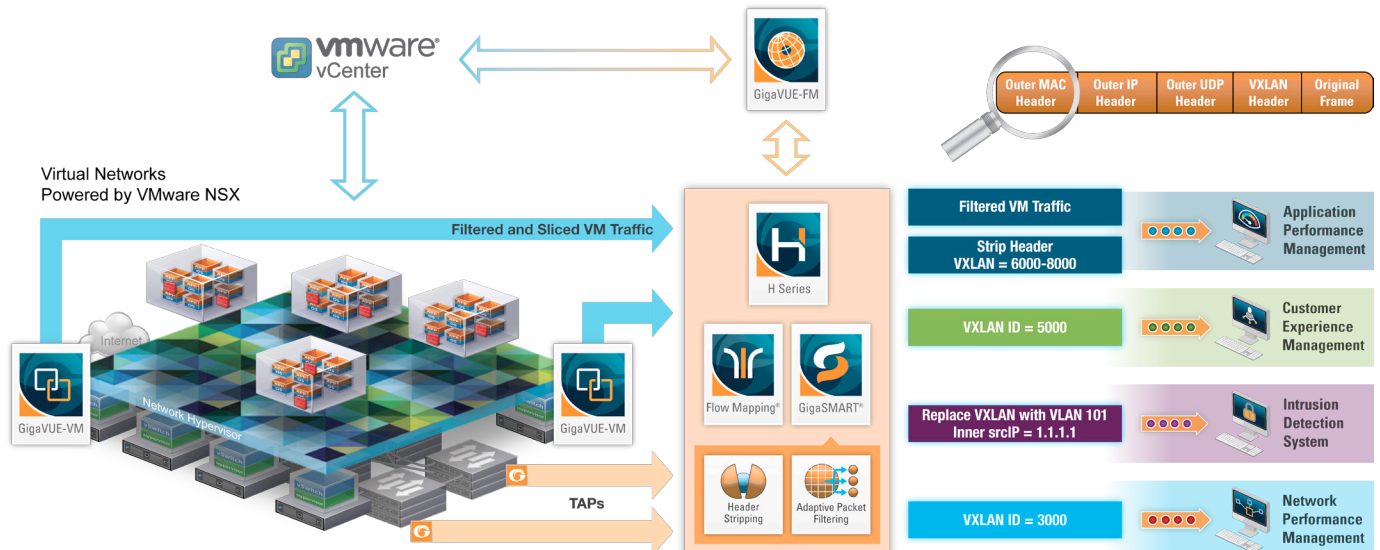 vmware®
vCenter
GigaVUE-FM
Outer MAC
Header
Outer IP
Header
Outer UDP
Header
VXLAN
Header
Original
Frame
Virtual Networks
Powered by VMware NSX
Filtered and Sliced VM Traffic
Internet
GigaVUE-VM
Network Hypervisor
GigaVUE-VM
TAPs
H Series
Flow Mapping®
GigaSMART®
Header
Stripping
Adaptive Packet
Filtering
Filtered VM Traffic
Strip Header
VXLAN = 6000-8000
Application
Performance
Management
VXLAN ID = 5000
Customer
Experience
Management
Replace VXLAN with VLAN 101
Inner srcIP = 1.1.1.1
Intrusion
Detection
System
VXLAN ID = 3000
Network
Performance
Management